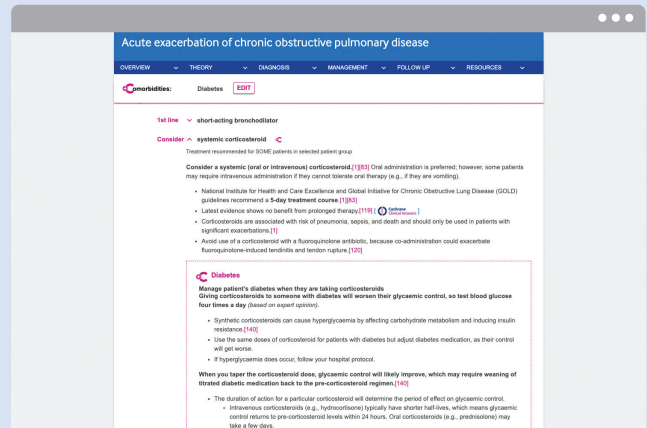 Acute exacerbation of chronic obstructive pulmonary disease
OVERVIEW THEORY DIAGNOSIS MANAGEMENT FOLLOW UP RESOURCES
Comorbidities: Diabetes EDIT
1st line short-acting bronchodilator
Consider systemic corticosteroid
Treatment recommended for SOME patients in selected patient group
Consider a systemic (oral or intravenous) corticosteroid.[1][83] Oral administration is preferred; however, some patients
may require intravenous administration if they cannot tolerate oral therapy (e.g., if they are vomiting).
• National Institute for Health and Care Excellence and Global Initiative for Chronic Obstructive Lung Disease (GOLD)
guidelines recommend a 5-day treatment course.[1][83]
• Latest evidence shows no benefit from prolonged therapy.[119] [ Cochrane Clinical Answers ]
• Corticosteroids are associated with risk of pneumonia, sepsis, and death and should only be used in patients with
significant exacerbations.[1]
• Avoid use of a corticosteroid with a fluoroquinolone antibiotic, because co-administration could exacerbate
fluoroquinolone-induced tendinitis and tendon rupture.[120]
Diabetes
Manage patient's diabetes when they are taking corticosteroids
Giving corticosteroids to someone with diabetes will worsen their glycaemic control, so test blood glucose
four times a day (based on expert opinion).
• Synthetic corticosteroids can cause hyperglycaemia by affecting carbohydrate metabolism and inducing insulin
resistance.[140]
• Use the same doses of corticosteroid for patients with diabetes but adjust diabetes medication, as their control
will get worse.
• If hyperglycaemia does occur, follow your hospital protocol.
When you taper the corticosteroid dose, glycaemic control will likely improve, which may require weaning of
titrated diabetic medication back to the pre-corticosteroid regimen.[140]
• The duration of action for a particular corticosteroid will determine the period of effect on glycaemic control.
• Intravenous corticosteroids (e.g., hydrocortisone) typically have shorter half-lives, which means glycaemic
control returns to pre-corticosteroid levels within 24 hours. Oral corticosteroids (e.g., prednisolone) may
take a few days.